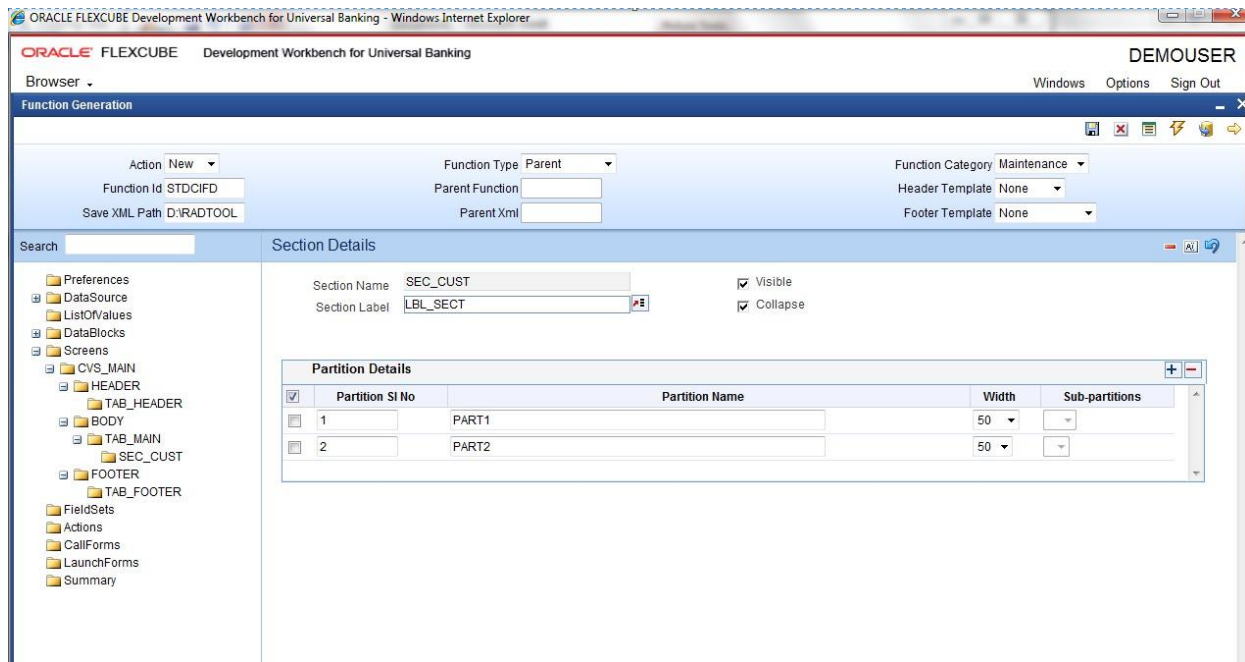 ORACLE FLEXCUBE Development Workbench for Universal Banking - Windows Internet Explorer
ORACLE FLEXCUBE Development Workbench for Universal Banking
DEMOUSER
Browser
Windows Options Sign Out
Function Generation
Action New Function Type Parent Function Category Maintenance
Function Id STDCIFD Parent Function Header Template None
Save XML Path D:\RADTOOL Parent Xml Footer Template None
Search
Section Details
Preferences
DataSource
ListOfValues
DataBlocks
Screens
CVS_MAIN
HEADER
TAB_HEADER
BODY
TAB_MAIN
SEC_CUST
FOOTER
TAB_FOOTER
FieldSets
Actions
CallForms
LaunchForms
Summary
Section Name SEC_CUST Visible
Section Label LBL_SECT Collapse
Partition Details
Partition Sl No Partition Name Width Sub-partitions
1 PART1 50
2 PART2 50